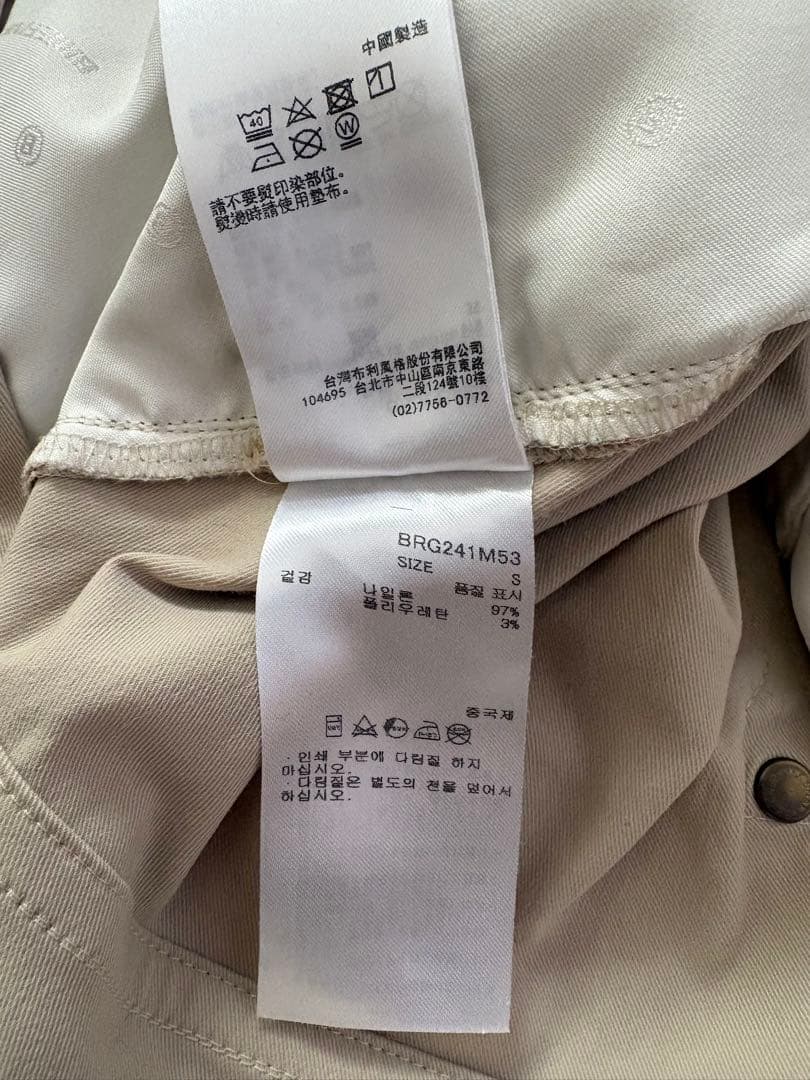 中國製造
40
W
請不要熨印染部位。
熨燙時請使用墊布。
台灣布利風格股份有限公司
104695 台北市中山區南京東路
二段124號10樓
(02)7756-0772
BRG241M53
SIZE S
겉감 품질 표시
나일론 97%
폴리우레탄 3%
중국제
· 인쇄 부분에 다림질 하지
마십시오.
· 다림질은 별도의 천을 덮어서
하십시오.